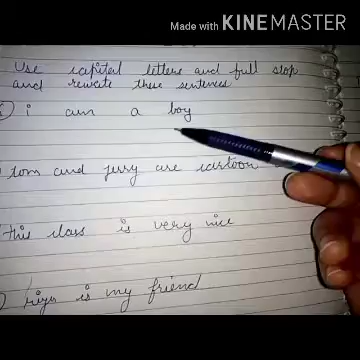 Made with KINEMASTER
Use capital letters and full stop
and rewrite these sentences
i am a boy
tom and jerry are cartoon
this class is very nice
is my friend